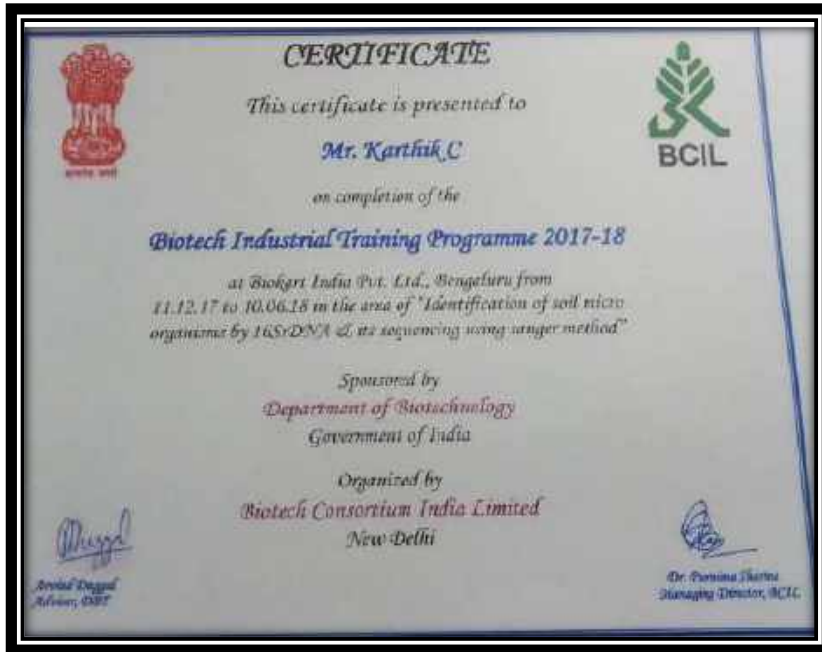 CERTIFICATE
This certificate is presented to
BCIL
Mr. Karthik C
on completion of the
Biotech Industrial Training Programme 2017-18
at Biokart India Pvt. Ltd., Bengaluru from
11.12.17 to 10.06.18 in the area of "Identification of soil micro
organisms by 16SrDNA & its sequencing using sanger method"
Sponsored by
Department of Biotechnology
Government of India
Organized by
Biotech Consortium India Limited
New Delhi
Arvind Duggal
Adviser, DBT
Dr. Purnima Sharma
Managing Director, BCIL